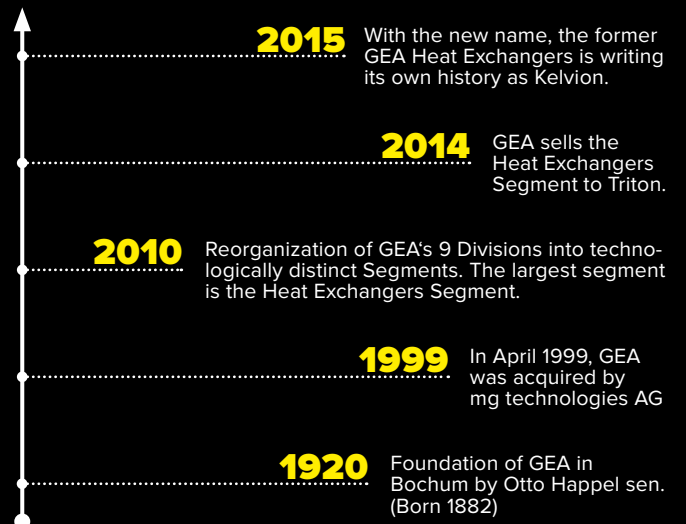 2015
With the new name, the former
GEA Heat Exchangers is writing
its own history as Kelvion.
2014
GEA sells the
Heat Exchangers
Segment to Triton.
2010
Reorganization of GEA‘s 9 Divisions into techno-
logically distinct Segments. The largest segment
is the Heat Exchangers Segment.
1999
In April 1999, GEA
was acquired by
mg technologies AG
1920
Foundation of GEA in
Bochum by Otto Happel sen.
(Born 1882)